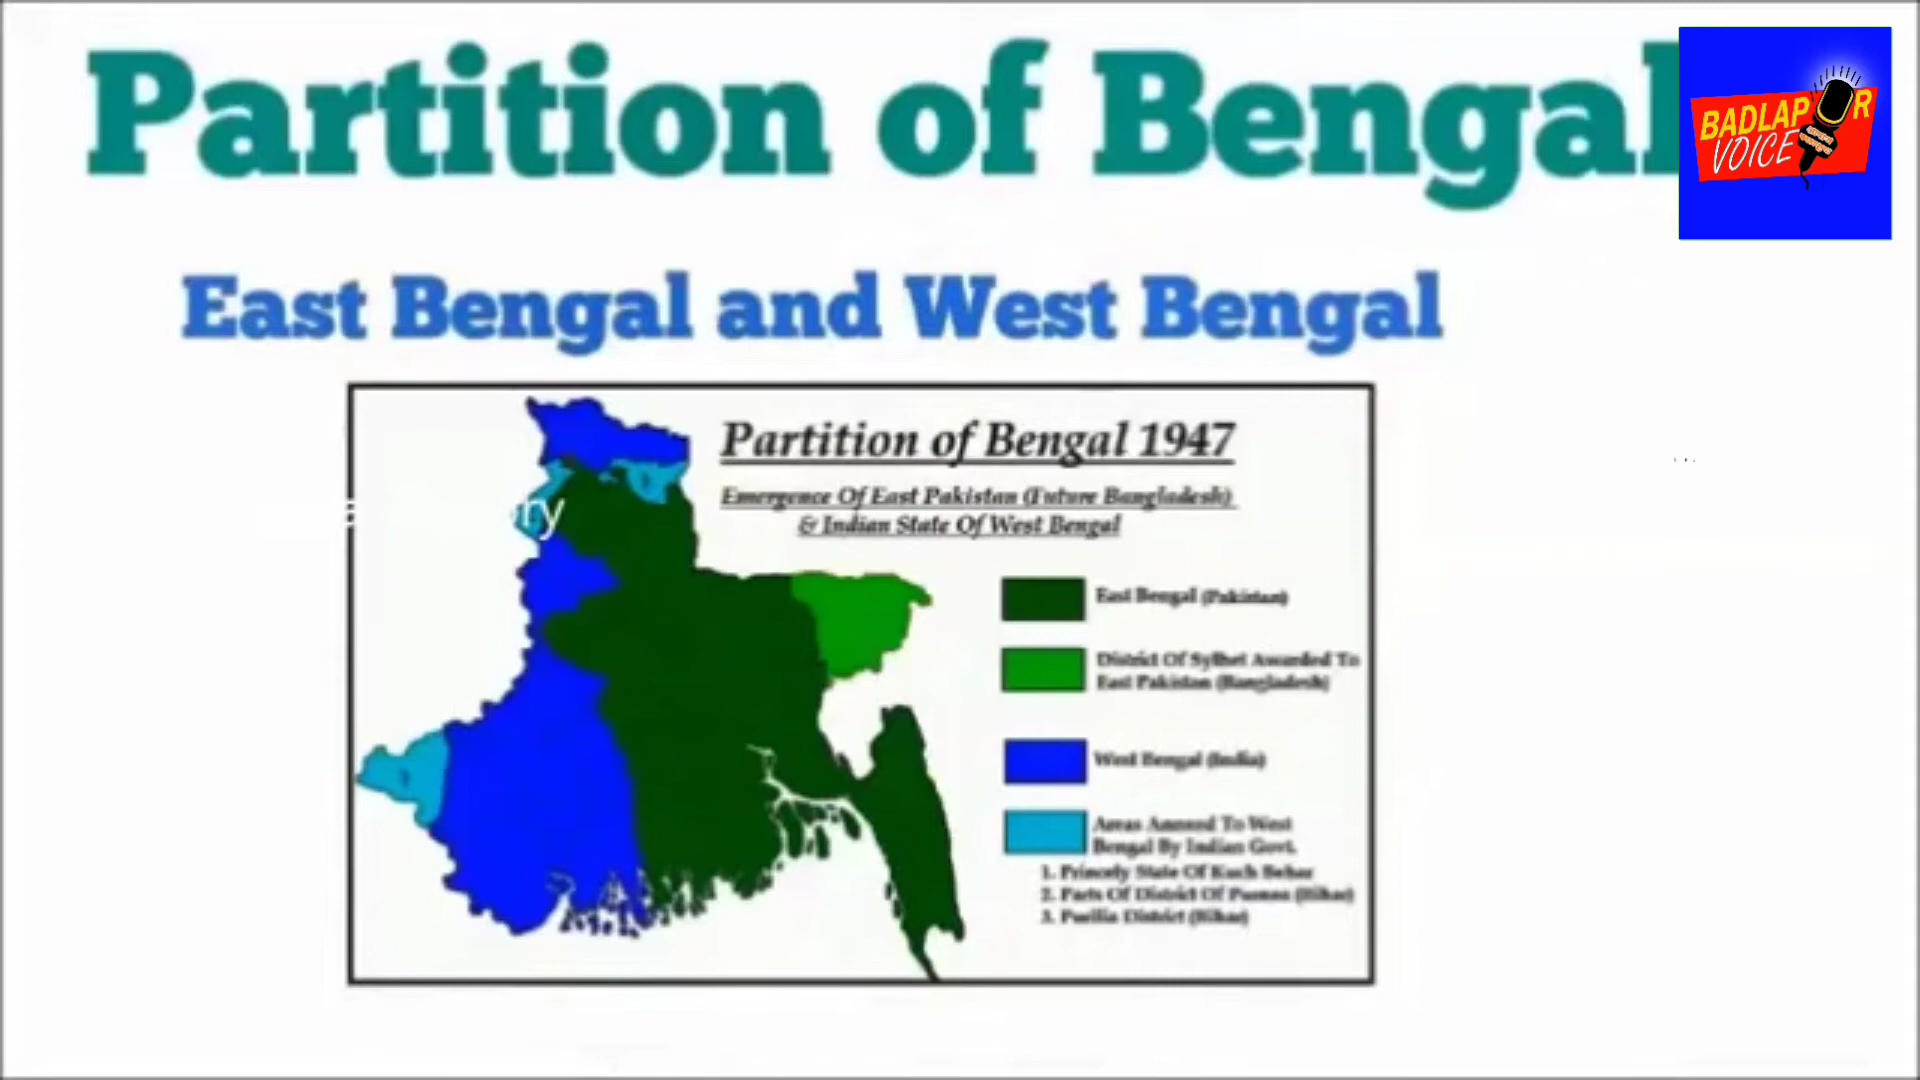 Partition of Bengal
BADLAP R
VOICE
East Bengal and West Bengal
Partition of Bengal 1947
Emergence Of East Pakistan (Future Bangladesh)
& Indian State Of West Bengal
ry
East Bengal (Pakistan)
District Of Sylhet Awarded To
East Pakistan (Bangladesh)
West Bengal (India)
Areas Annexed To West
Bengal By Indian Govt.
1. Princely State Of Kuch Behar
2. Parts Of District Of (Bihar)
3. District (Bihar)